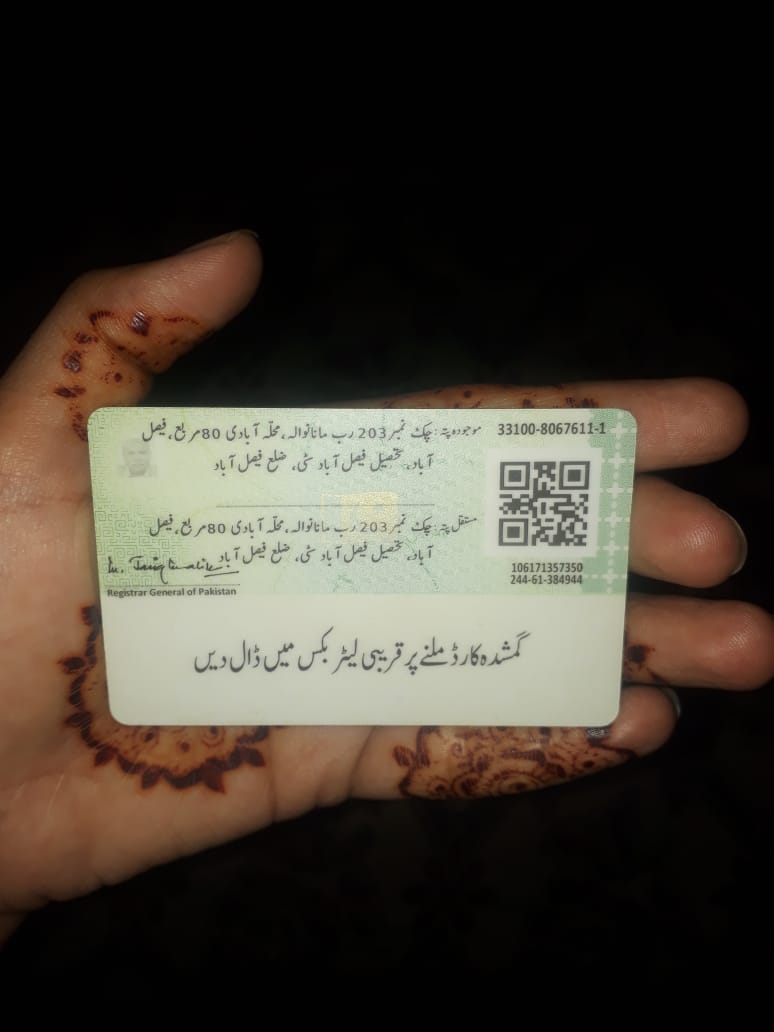 موجودہ پتہ: چک نمبر 203 رب مانانوالہ، محلہ آبادی 80 مربع، فیصل
33100-8067611-1
آباد، تحصیل فیصل آباد سٹی، ضلع فیصل آباد
مستقل پتہ: چک نمبر 203 رب مانانوالہ، محلہ آبادی 80 مربع، فیصل
آباد، تحصیل فیصل آباد سٹی، ضلع فیصل آباد
106171357350
244-61-384944
Registrar General of Pakistan
گمشدہ کارڈ ملنے پر قریبی لیٹر بکس میں ڈال دیں